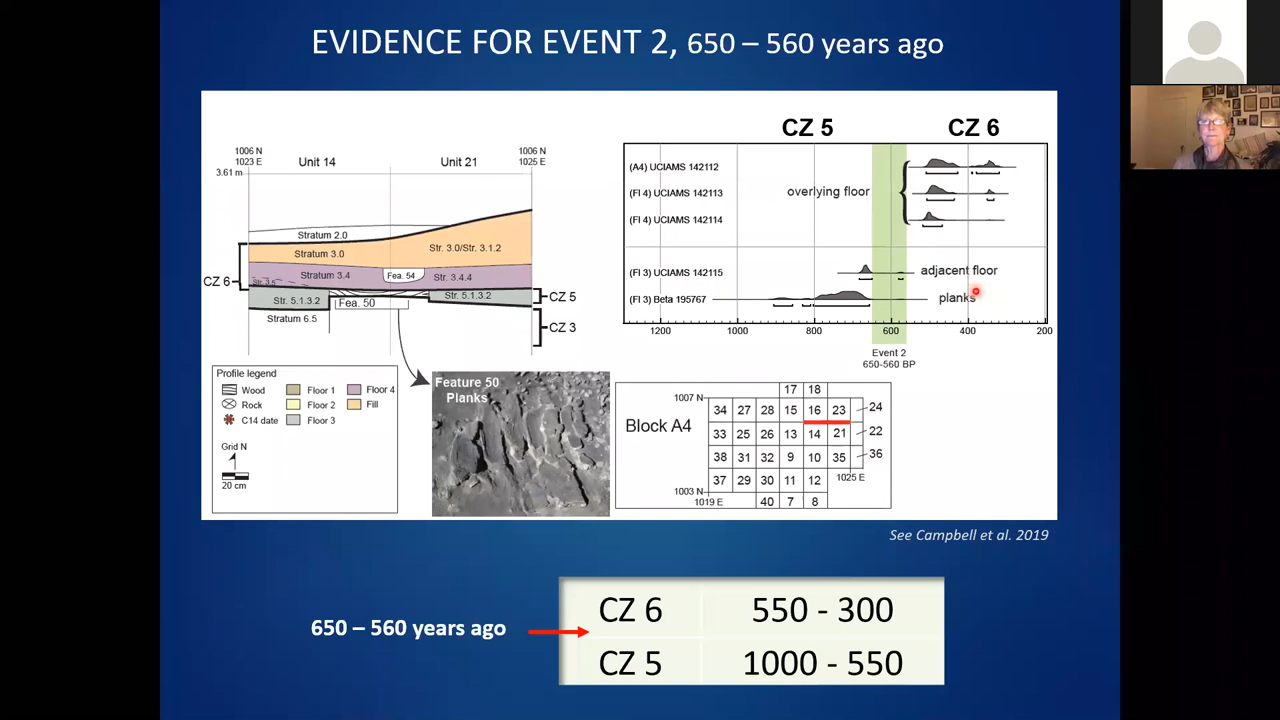 EVIDENCE FOR EVENT 2, 650 – 560 years ago
1006 N
1023 E
Unit 14
Unit 21
1006 N
1025 E
3.61 m
Stratum 2.0
Stratum 3.0
Str. 3.0/Str. 3.1.2
CZ 6
Stratum 3.4
Fea. 54
Str. 3.4.4
Str. 3.5
Str. 5.1.3.2
Fea. 50
Str. 5.1.3.2
CZ 5
Stratum 6.5
CZ 3
Profile legend
Wood
Floor 1
Floor 4
Rock
Floor 2
Fill
C14 date
Floor 3
Grid N
20 cm
Feature 50
Planks
CZ 5
CZ 6
(A4) UCIAMS 142112
(Fl 4) UCIAMS 142113
overlying floor
(Fl 4) UCIAMS 142114
(Fl 3) UCIAMS 142115
adjacent floor
(Fl 3) Beta 195767
planks
1200 1000 800 600 400 200
Event 2
650-560 BP
Block A4
1007 N
17 18
34 27 28 15 16 23 24
33 25 26 13 14 21 22
38 31 32 9 10 35 36
37 29 30 11 12
1025 E
1003 N
1019 E
40 7 8
See Campbell et al. 2019
650 – 560 years ago
CZ 6 550 - 300
CZ 5 1000 - 550